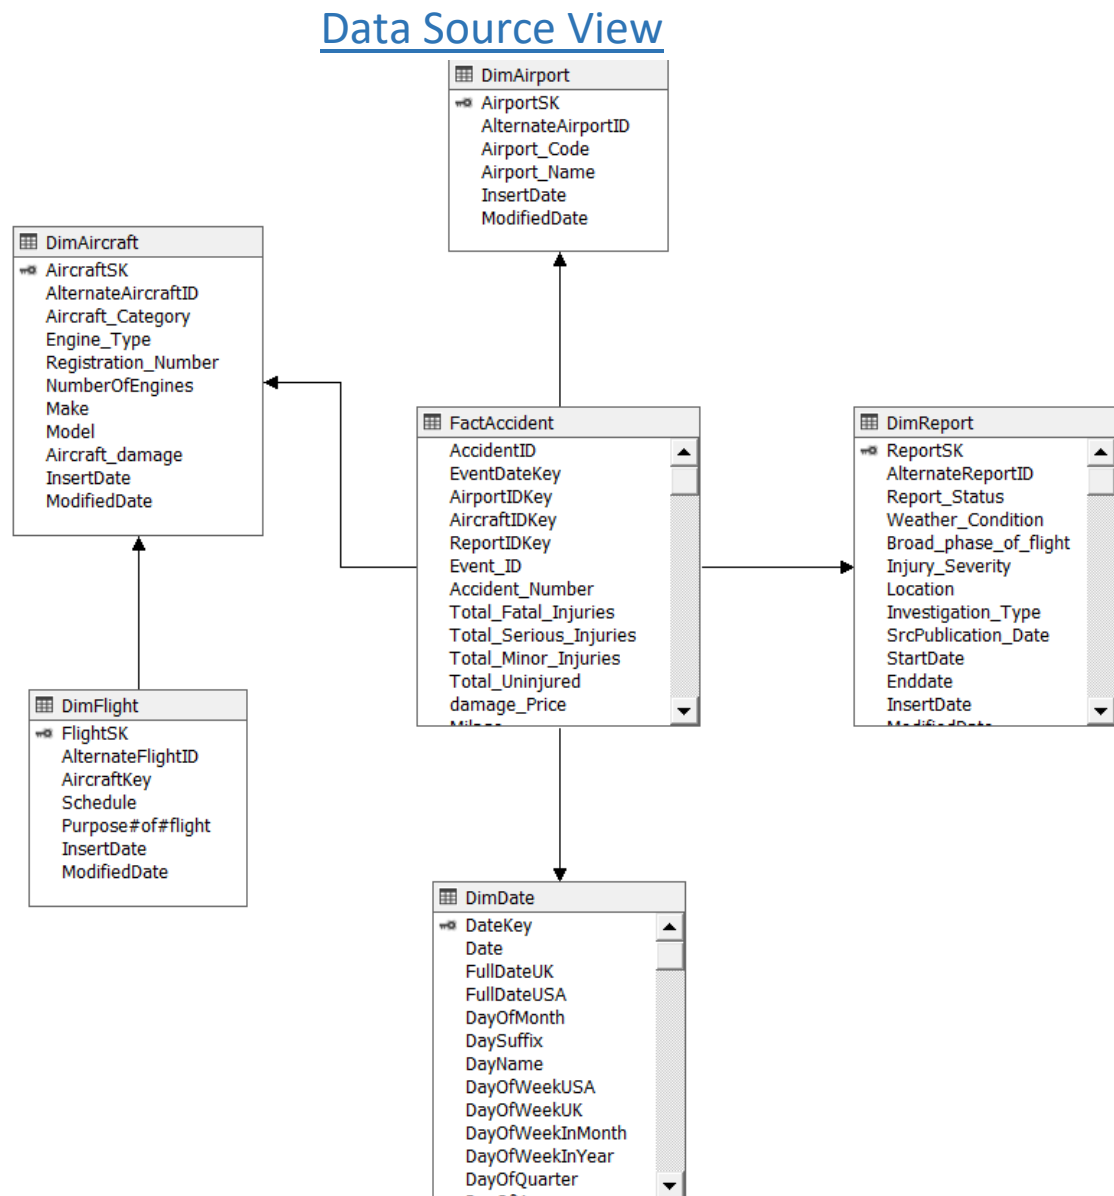 Data Source View
DimAirport
AirportSK
AlternateAirportID
Airport_Code
Airport_Name
InsertDate
ModifiedDate
DimAircraft
AircraftSK
AlternateAircraftID
Aircraft_Category
Engine_Type
Registration_Number
NumberOfEngines
Make
Model
Aircraft_damage
InsertDate
ModifiedDate
FactAccident
AccidentID
EventDateKey
AirportIDKey
AircraftIDKey
ReportIDKey
Event_ID
Accident_Number
Total_Fatal_Injuries
Total_Serious_Injuries
Total_Minor_Injuries
Total_Uninjured
damage_Price
DimReport
ReportSK
AlternateReportID
Report_Status
Weather_Condition
Broad_phase_of_flight
Injury_Severity
Location
Investigation_Type
SrcPublication_Date
StartDate
Enddate
InsertDate
ModifiedDate
DimFlight
FlightSK
AlternateFlightID
AircraftKey
Schedule
Purpose#of#flight
InsertDate
ModifiedDate
DimDate
DateKey
Date
FullDateUK
FullDateUSA
DayOfMonth
DaySuffix
DayName
DayOfWeekUSA
DayOfWeekUK
DayOfWeekInMonth
DayOfWeekInYear
DayOfQuarter